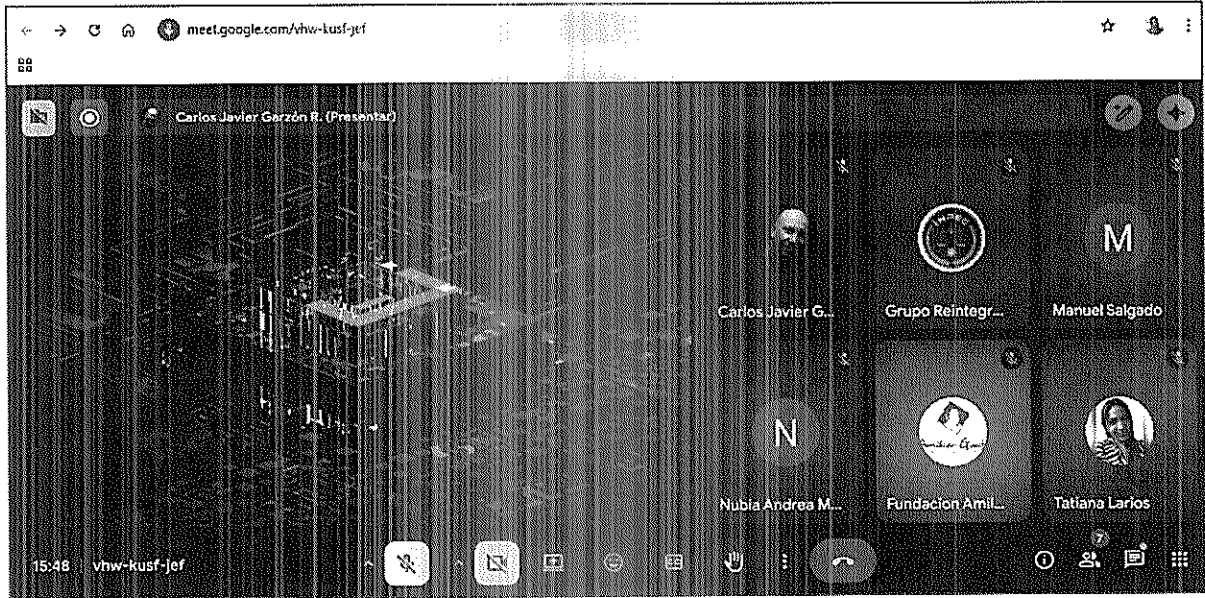 meet.google.com/vhw-kusf-jef
Carlos Javier Garzón R. (Presentar)
Carlos Javier G...
Grupo Reintegr...
M
Manuel Salgado
N
Nubia Andrea M...
Fundacion Amil...
Tatiana Larios
15:48 vhw-kusf-jef
7